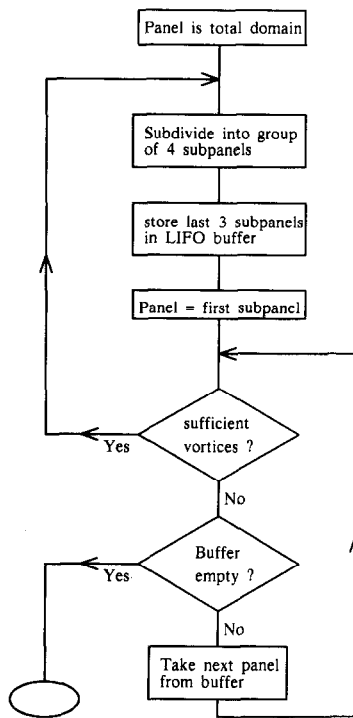 Panel is total domain
Subdivide into group
of 4 subpanels
store last 3 subpanels
in LIFO buffer
Panel = first subpanel
sufficient
vortices ?
Yes
No
Buffer
empty ?
Yes
No
Take next panel
from buffer